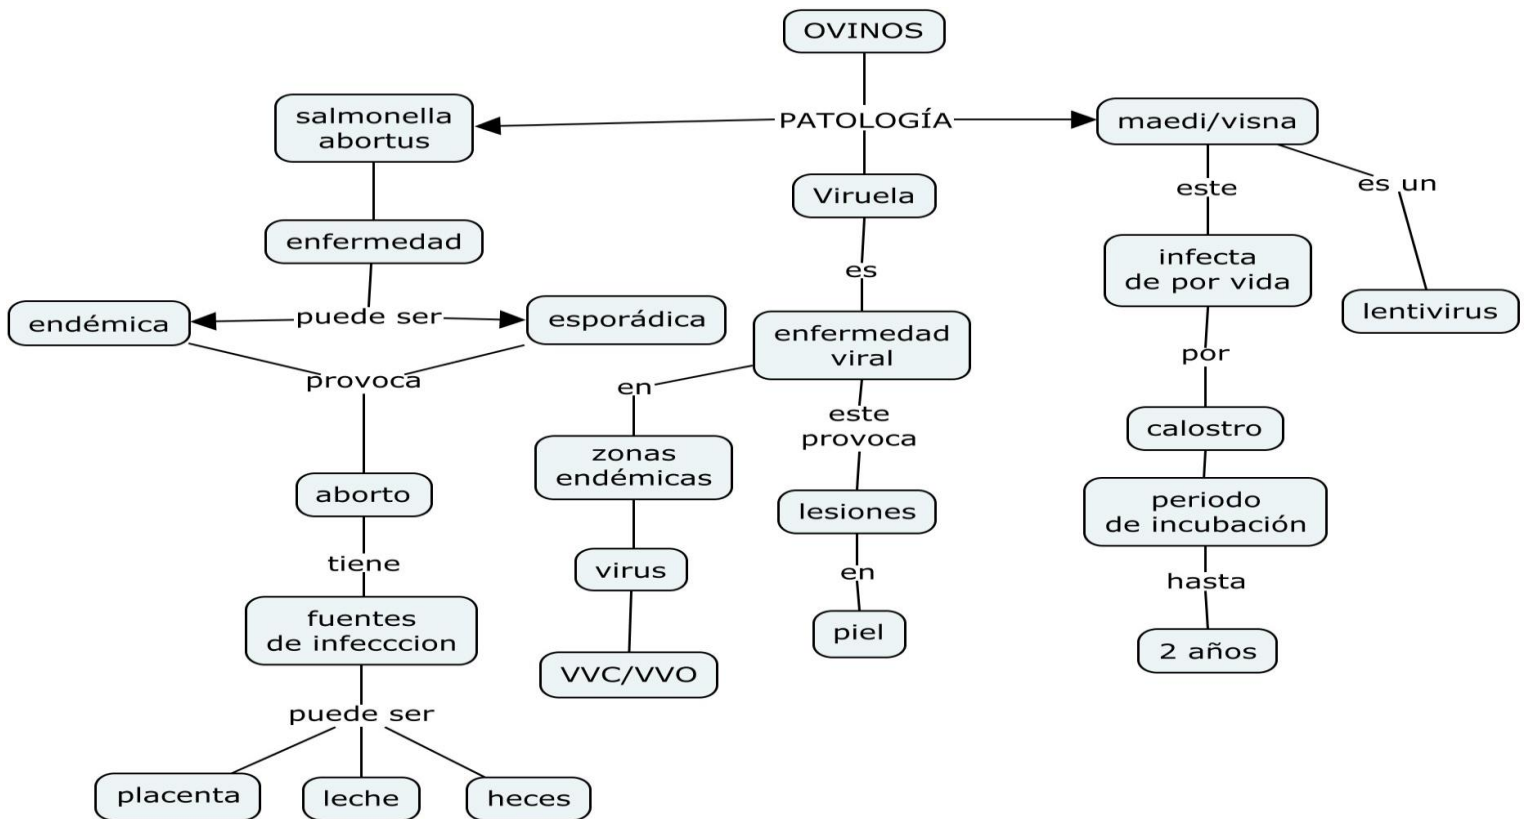 OVINOS
PATOLOGÍA
salmonella
abortus
enfermedad
puede ser
endémica
esporádica
provoca
aborto
tiene
fuentes
de infecccion
puede ser
placenta
leche
heces
Viruela
es
enfermedad
viral
en
zonas
endémicas
virus
VVC/VVO
este
provoca
lesiones
en
piel
maedi/visna
este
infecta
de por vida
por
calostro
periodo
de incubación
hasta
2 años
es un
lentivirus